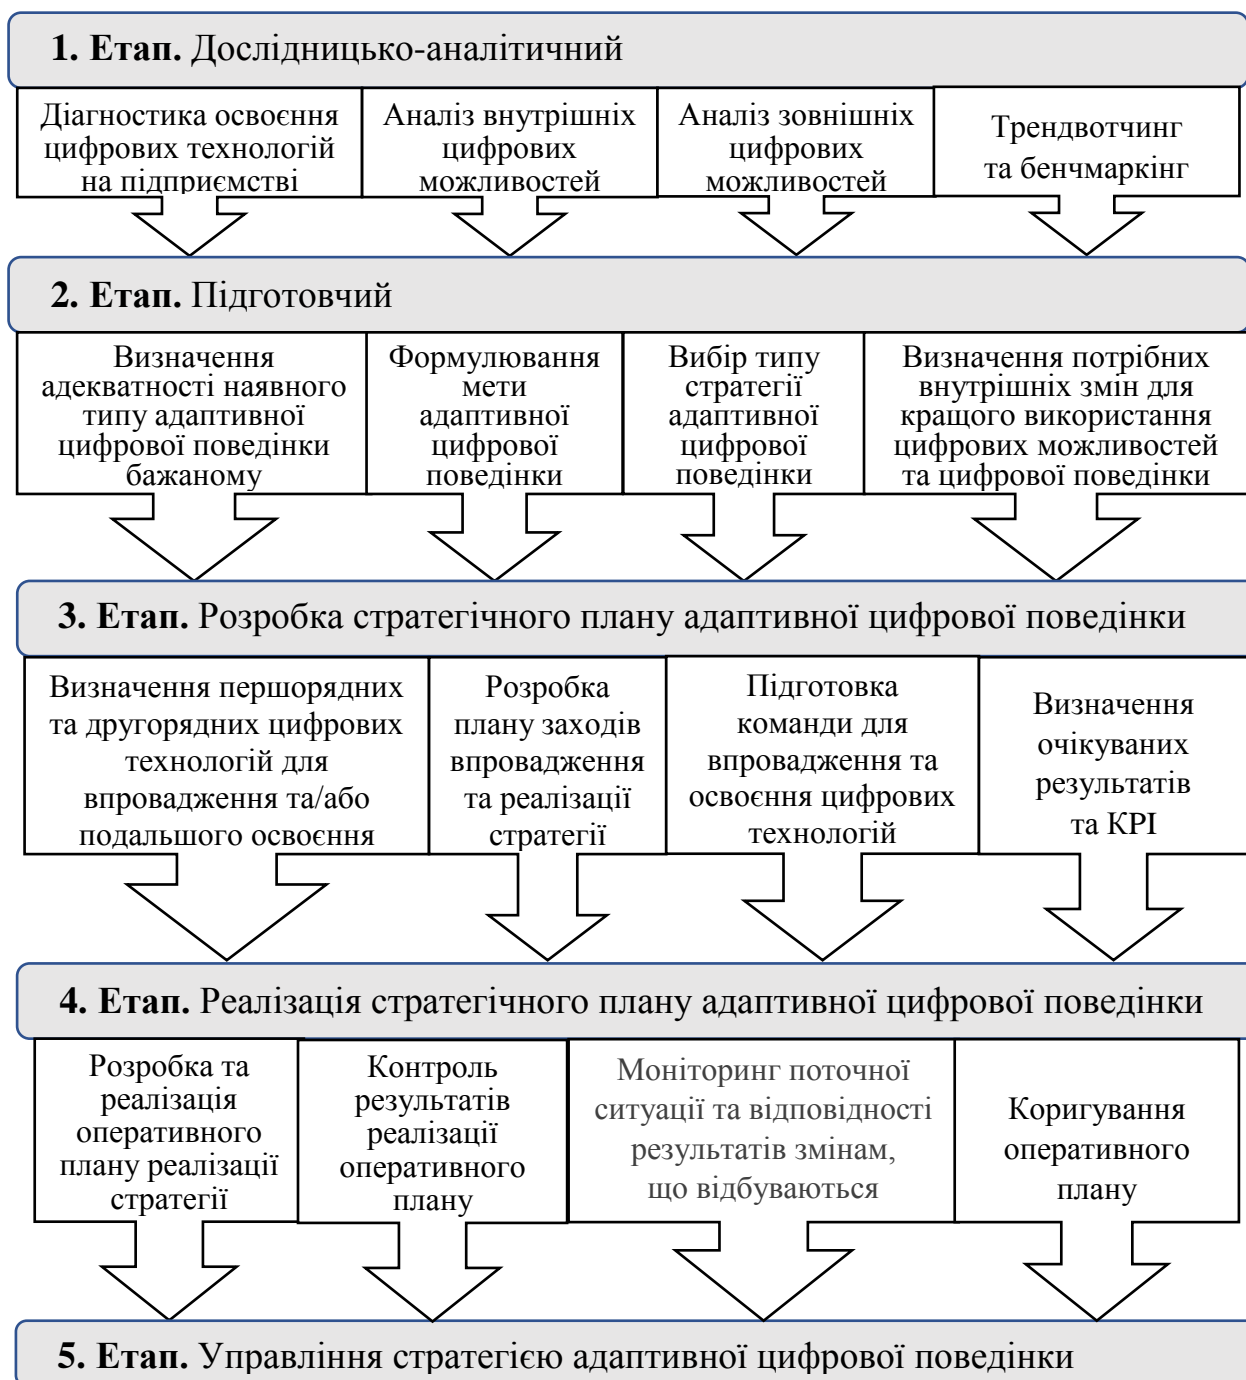 1. Етап. Дослідницько-аналітичний
Діагностика освоєння
цифрових технологій
на підприємстві
Аналіз внутрішніх
цифрових
можливостей
Аналіз зовнішніх
цифрових
можливостей
Трендвотчинг
та бенчмаркінг
2. Етап. Підготовчий
Визначення
адекватності наявного
типу адаптивної
цифрової поведінки
бажаному
Формулювання
мети
адаптивної
цифрової
поведінки
Вибір типу
стратегії
адаптивної
цифрової
поведінки
Визначення потрібних
внутрішніх змін для
кращого використання
цифрових можливостей
та цифрової поведінки
3. Етап. Розробка стратегічного плану адаптивної цифрової поведінки
Визначення першорядних
та другорядних цифрових
технологій для
впровадження та/або
подальшого освоєння
Розробка
плану заходів
впровадження
та реалізації
стратегії
Підготовка
команди для
впровадження та
освоєння цифрових
технологій
Визначення
очікуваних
результатів
та КРІ
4. Етап. Реалізація стратегічного плану адаптивної цифрової поведінки
Розробка та
реалізація
оперативного
плану реалізації
стратегії
Контроль
результатів
реалізації
оперативного
плану
Моніторинг поточної
ситуації та відповідності
результатів змінам,
що відбуваються
Коригування
оперативного
плану
5. Етап. Управління стратегією адаптивної цифрової поведінки